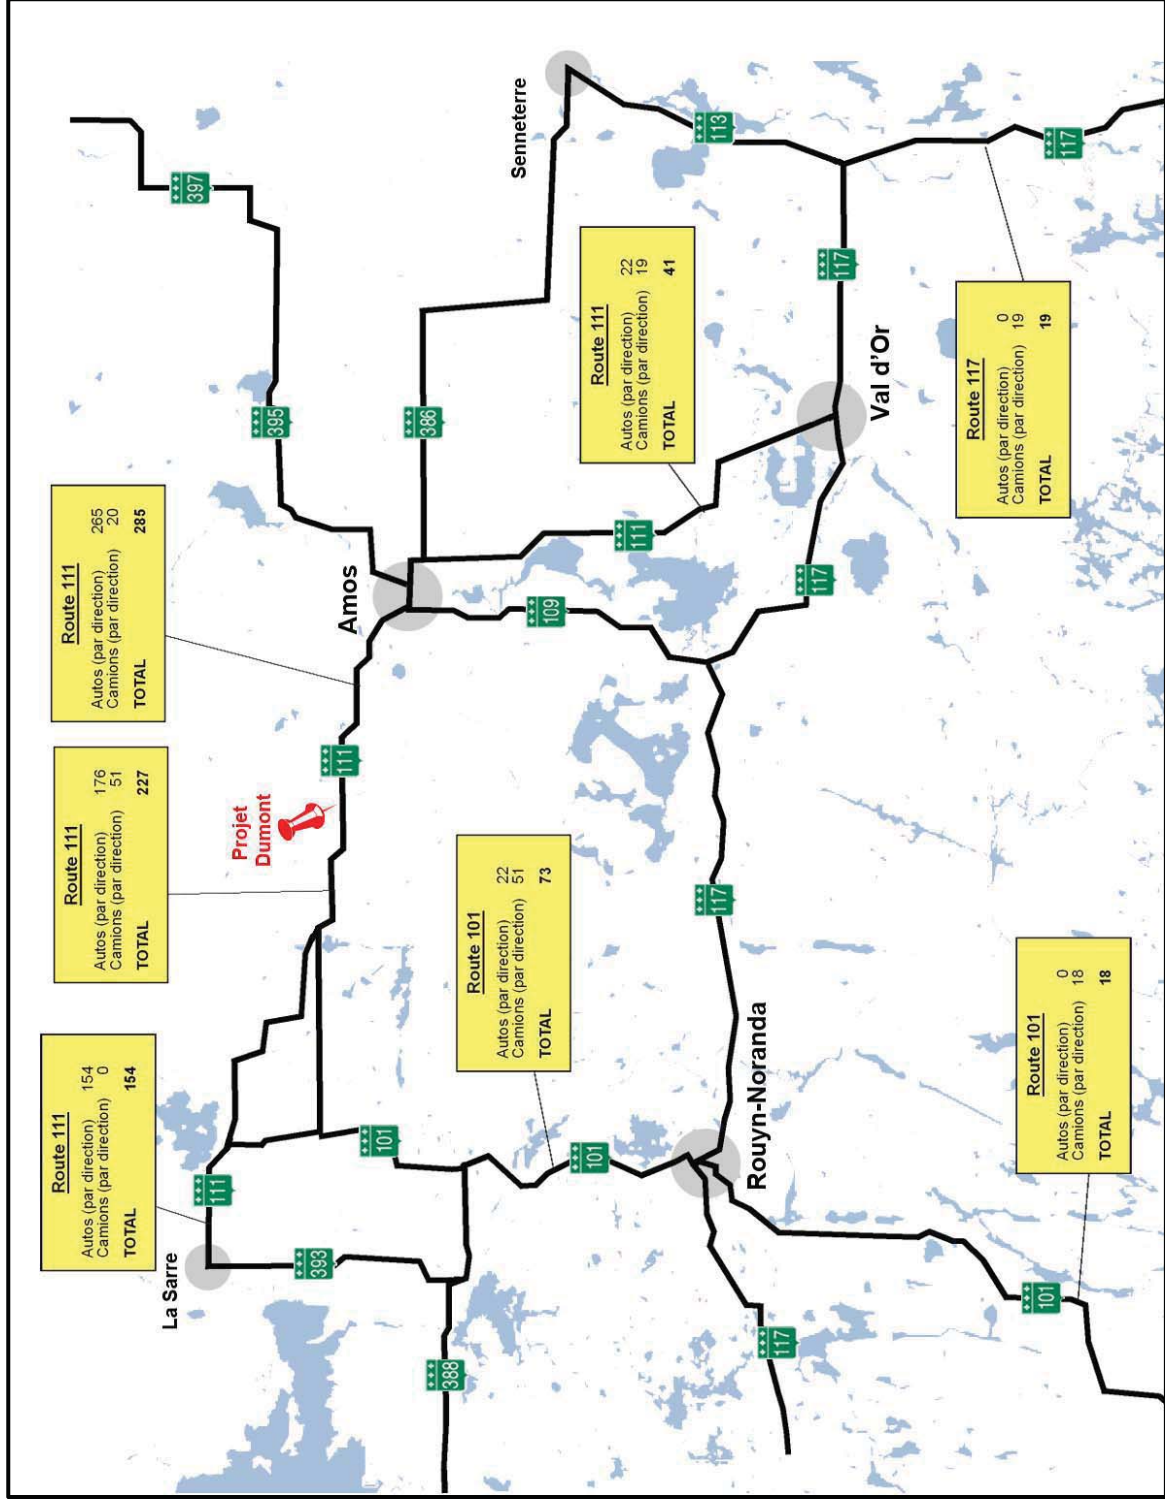 La Sarre
Route 111
Autos (par direction) 154
Camions (par direction) 0
TOTAL 154
Route 111
Autos (par direction) 176
Camions (par direction) 51
TOTAL 227
Route 111
Autos (par direction) 265
Camions (par direction) 20
TOTAL 285
397
395
111
393
101
388
Projet
Dumont
111
Amos
386
Senneterre
113
109
111
Route 111
Autos (par direction) 22
Camions (par direction) 19
TOTAL 41
Route 101
Autos (par direction) 22
Camions (par direction) 51
TOTAL 73
101
117
Rouyn-Noranda
117
117
Val d'Or
117
117
Route 117
Autos (par direction) 0
Camions (par direction) 19
TOTAL 19
Route 101
Autos (par direction) 0
Camions (par direction) 18
TOTAL 18
101